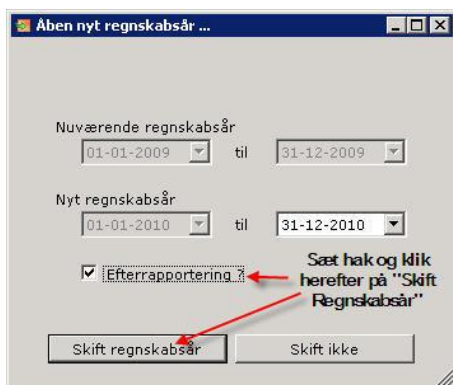 Åben nyt regnskabsår ...
Nuværende regnskabsår
01-01-2009 til 31-12-2009
Nyt regnskabsår
01-01-2010 til 31-12-2010
Efterrapportering ?
Sæt hak og klik
herefter på "Skift
Regnskabsår"
Skift regnskabsår Skift ikke